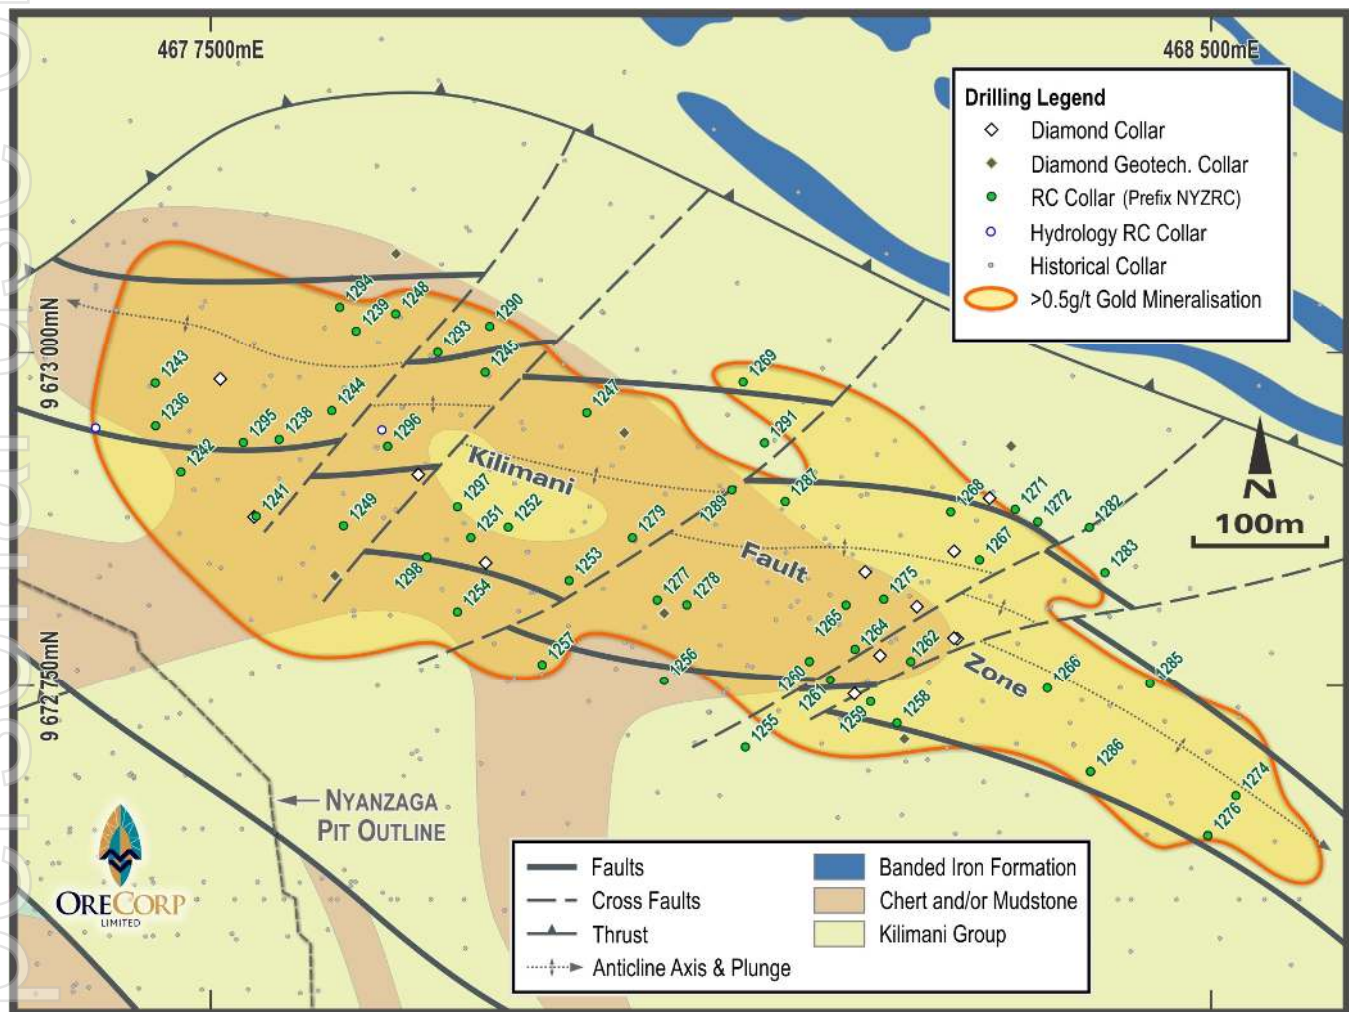 467 7500mE
468 500mE
Drilling Legend
Diamond Collar
Diamond Geotech. Collar
RC Collar (Prefix NYZRC)
Hydrology RC Collar
Historical Collar
>0.5g/t Gold Mineralisation
9 673 000mN
9 672 750mN
1294
1239
1248
1290
1293
1245
1243
1236
1244
1295
1238
1242
1241
1249
1296
1247
1269
1291
1297
1251
1252
1279
1289
1287
1298
1254
1253
1277
1278
1268
1271
1272
1282
1267
1283
1275
1265
1264
1262
1260
1261
1259
1258
1257
1256
1255
1266
1285
1286
1274
1276
Kilimani
Fault
Zone
N
100m
NYANZAGA
PIT OUTLINE
ORECORP
LIMITED
Faults
Cross Faults
Thrust
Anticline Axis & Plunge
Banded Iron Formation
Chert and/or Mudstone
Kilimani Group